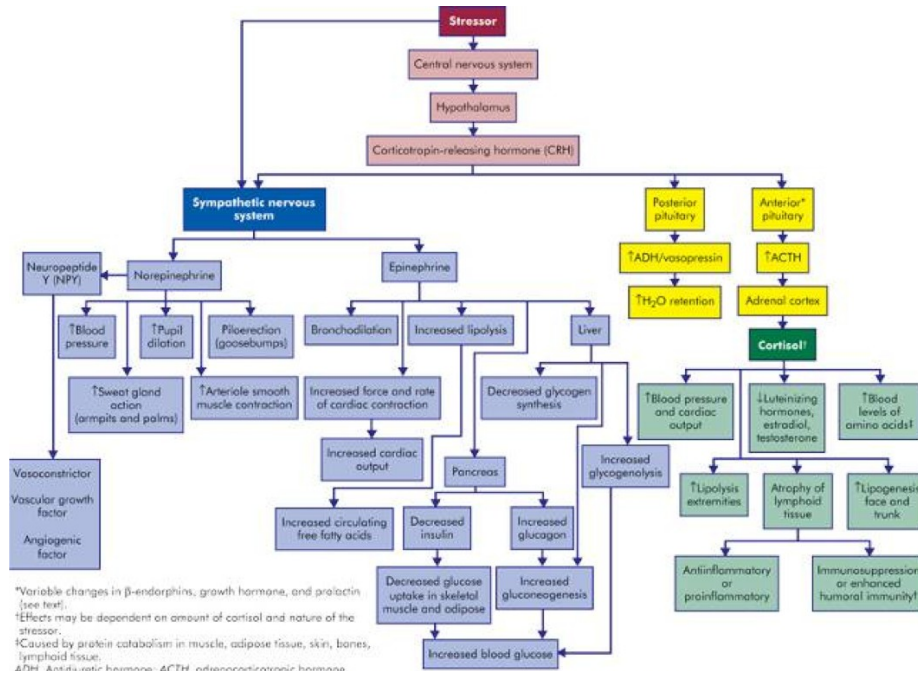 Stressor
Central nervous system
Hypothalamus
Corticotropin-releasing hormone (CRH)
Sympathetic nervous
system
Posterior
pituitary
Anterior*
pituitary
↑ADH/vasopressin
↑ACTH
↑H₂O retention
Adrenal cortex
Cortisol†
Neuropeptide
Y (NPY)
Norepinephrine
Epinephrine
↑Blood
pressure
↑Pupil
dilation
Piloerection
(goosebumps)
Bronchodilation
Increased lipolysis
Liver
↑Sweat gland
action
(armpits and palms)
↑Arteriole smooth
muscle contraction
Increased force and rate
of cardiac contraction
Decreased glycogen
synthesis
Increased cardiac
output
Pancreas
Increased
glycogenolysis
Vasoconstrictor
Vascular growth
factor
Angiogenic factor
Increased circulating
free fatty acids
Decreased
insulin
Increased
glucagon
Decreased glucose
uptake in skeletal
muscle and adipose
Increased
gluconeogenesis
Increased blood glucose
↑Blood pressure
and cardiac
output
↓Luteinizing
hormones,
estradiol,
testosterone
↑Blood
levels of
amino acids‡
↑Lipolysis
extremities
Atrophy of
lymphoid
tissue
↑Lipogenesis
face and
trunk
Antiinflammatory
or
proinflammatory
Immunosuppression
or enhanced
humoral immunity†
*Variable changes in β-endorphins, growth hormone, and prolactin
(see text).
†Effects may be dependent on amount of cortisol and nature of the
stressor.
‡Caused by protein catabolism in muscle, adipose tissue, skin, bones,
lymphoid tissue.
ADH, Antidiuretic hormone; ACTH, adrenocorticotropic hormone